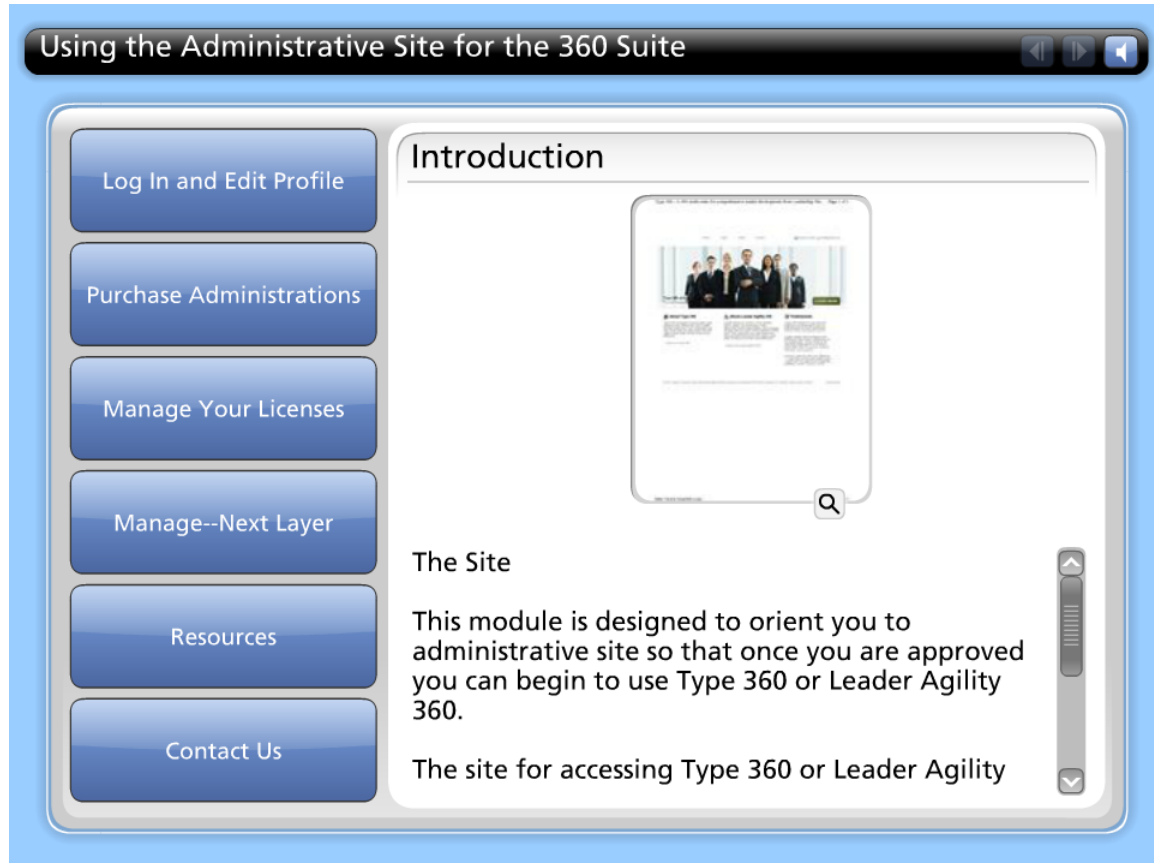 Using the Administrative Site for the 360 Suite
Log In and Edit Profile
Purchase Administrations
Manage Your Licenses
Manage--Next Layer
Resources
Contact Us
Introduction
The Site
This module is designed to orient you to
administrative site so that once you are approved
you can begin to use Type 360 or Leader Agility
360.
The site for accessing Type 360 or Leader Agility